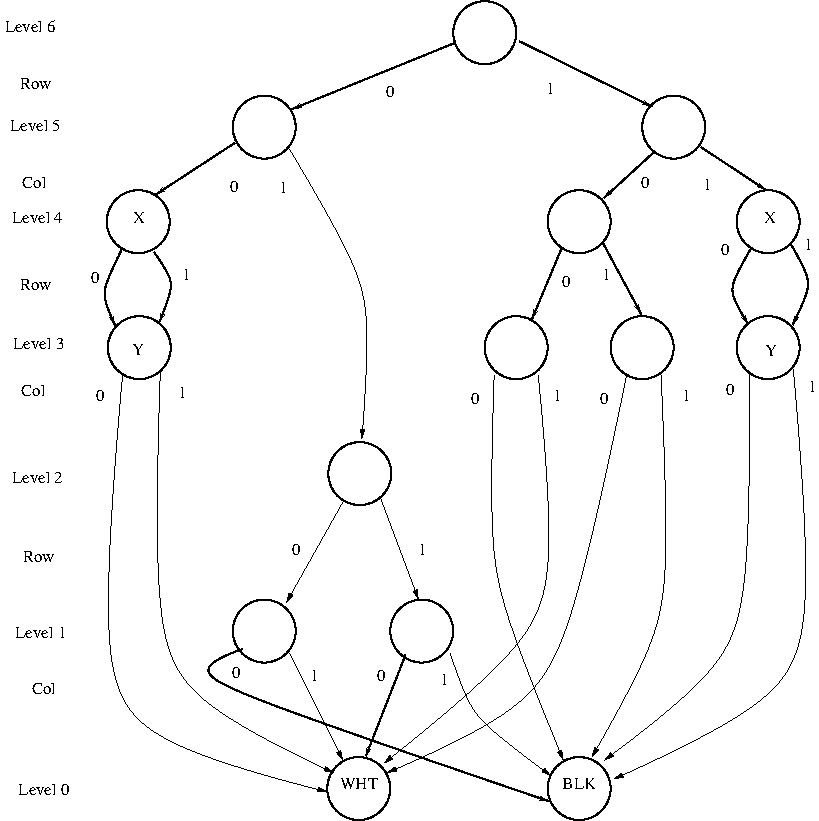 Level 6
Row
0 1
Level 5
Col
0 1 0 1
Level 4
X X
Row
0 1 0 1 0 1
Level 3
Y Y
Col
0 1 0 1 0 1 0 1
Level 2
Row
0 1
Level 1
Col
0 1 0 1
Level 0
WHT BLK